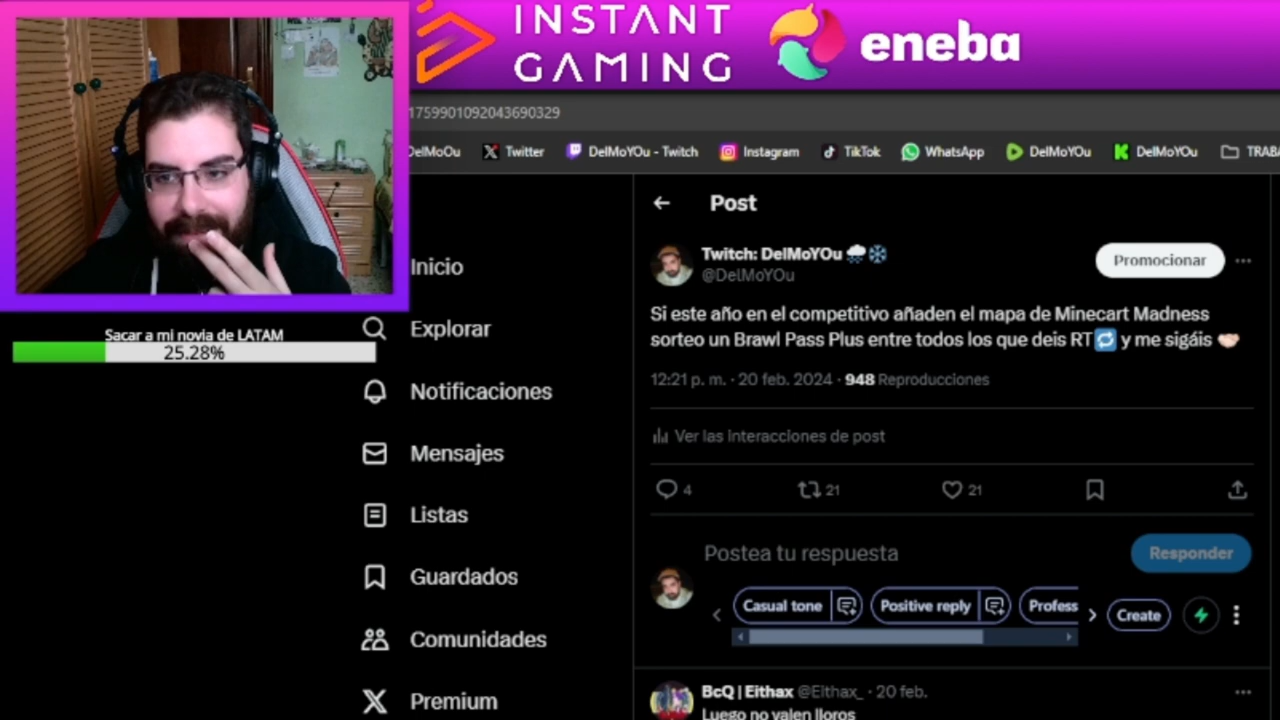 INSTANT
GAMING
eneba
1759901092043690329
DelMoOu
Twitter
DelMoYOu - Twitch
Instagram
TikTok
WhatsApp
DelMoYOu
DelMoYOu
TRABA
Post
Twitch: DelMoYOu 🌧️❄️
@DelMoYOu
Promocionar
Si este año en el competitivo añaden el mapa de Minecart Madness
sorteo un Brawl Pass Plus entre todos los que deis RT🔁 y me sigáis 🤝🏻
12:21 p. m. · 20 feb. 2024 · 948 Reproducciones
Ver las interacciones de post
4
21
21
Postea tu respuesta
Responder
Casual tone
Positive reply
Profess
Create
BcQ | Eithax @Eithax_ · 20 feb.
Luego no valen lloros
Inicio
Explorar
Notificaciones
Mensajes
Listas
Guardados
Comunidades
Premium
Sacar a mi novia de LATAM
25.28%